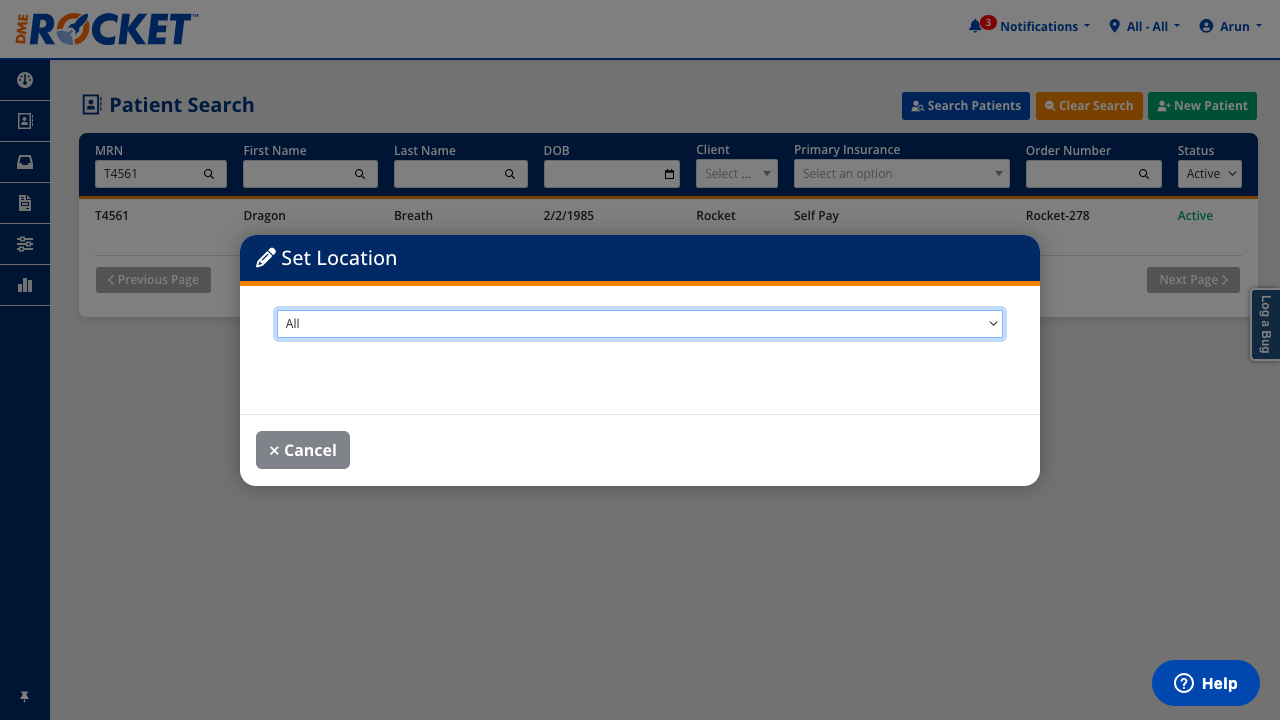 DME ROCKET™
3 Notifications
All - All
Arun
Patient Search
Search Patients
Clear Search
New Patient
MRN
First Name
Last Name
DOB
Client
Primary Insurance
Order Number
Status
T4561
Select ...
Select an option
Active
T4561 Dragon Breath 2/2/1985 Rocket Self Pay Rocket-278 Active
Set Location
Previous Page
Next Page
All
Log a Bug
× Cancel
Help